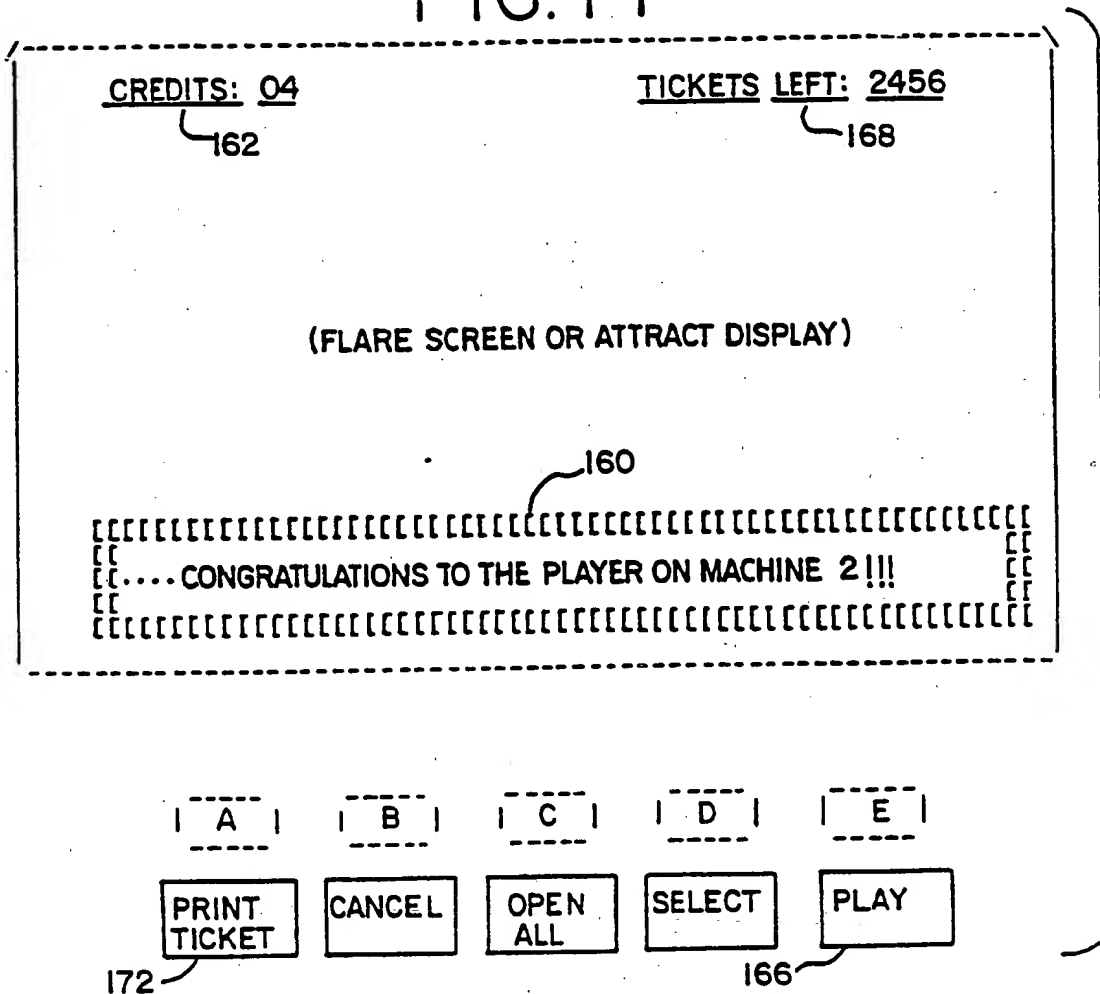 CREDITS: 04 TICKETS LEFT: 2456
162 168
(FLARE SCREEN OR ATTRACT DISPLAY)
160
....CONGRATULATIONS TO THE PLAYER ON MACHINE 2!!!
A B C D E
PRINT TICKET CANCEL OPEN ALL SELECT PLAY
172 166